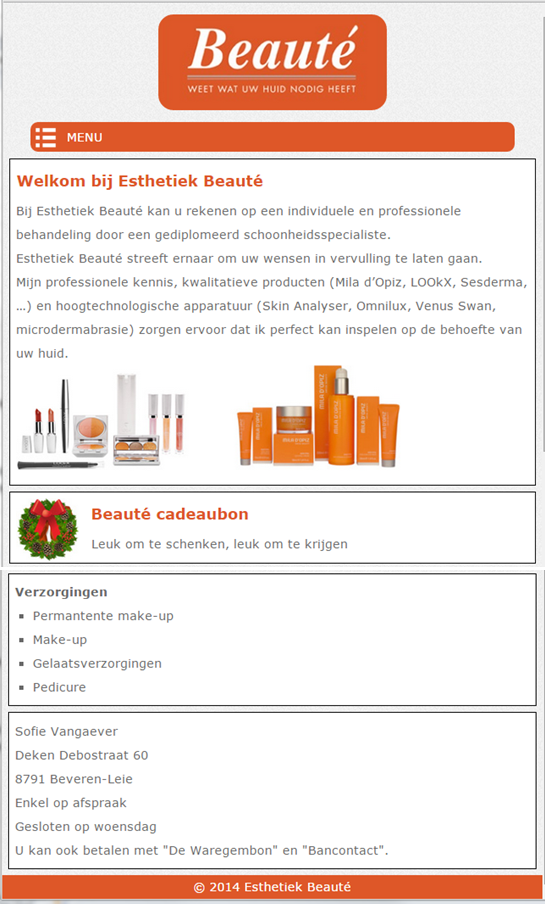 Beauté
WEET WAT UW HUID NODIG HEEFT
MENU
Welkom bij Esthetiek Beauté
Bij Esthetiek Beauté kan u rekenen op een individuele en professionele
behandeling door een gediplomeerd schoonheidsspecialiste.
Esthetiek Beauté streeft ernaar om uw wensen in vervulling te laten gaan.
Mijn professionele kennis, kwalitatieve producten (Mila d’Opiz, LOOkX, Sesderma,
…) en hoogtechnologische apparatuur (Skin Analyser, Omnilux, Venus Swan,
microdermabrasie) zorgen ervoor dat ik perfect kan inspelen op de behoefte van
uw huid.
Beauté cadeaubon
Leuk om te schenken, leuk om te krijgen
Verzorgingen
Permantente make-up
Make-up
Gelaatsverzorgingen
Pedicure
Sofie Vangaever
Deken Debostraat 60
8791 Beveren-Leie
Enkel op afspraak
Gesloten op woensdag
U kan ook betalen met "De Waregembon" en "Bancontact".
© 2014 Esthetiek Beauté